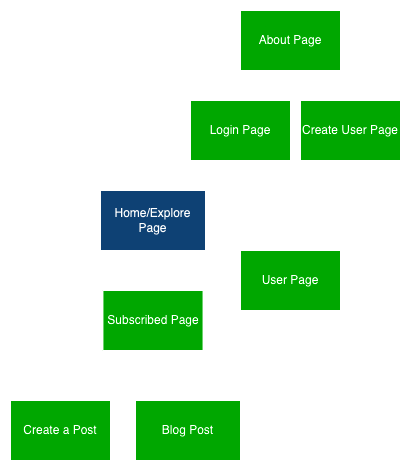 About Page
Login Page
Create User Page
Home/Explore
Page
User Page
Subscribed Page
Create a Post
Blog Post